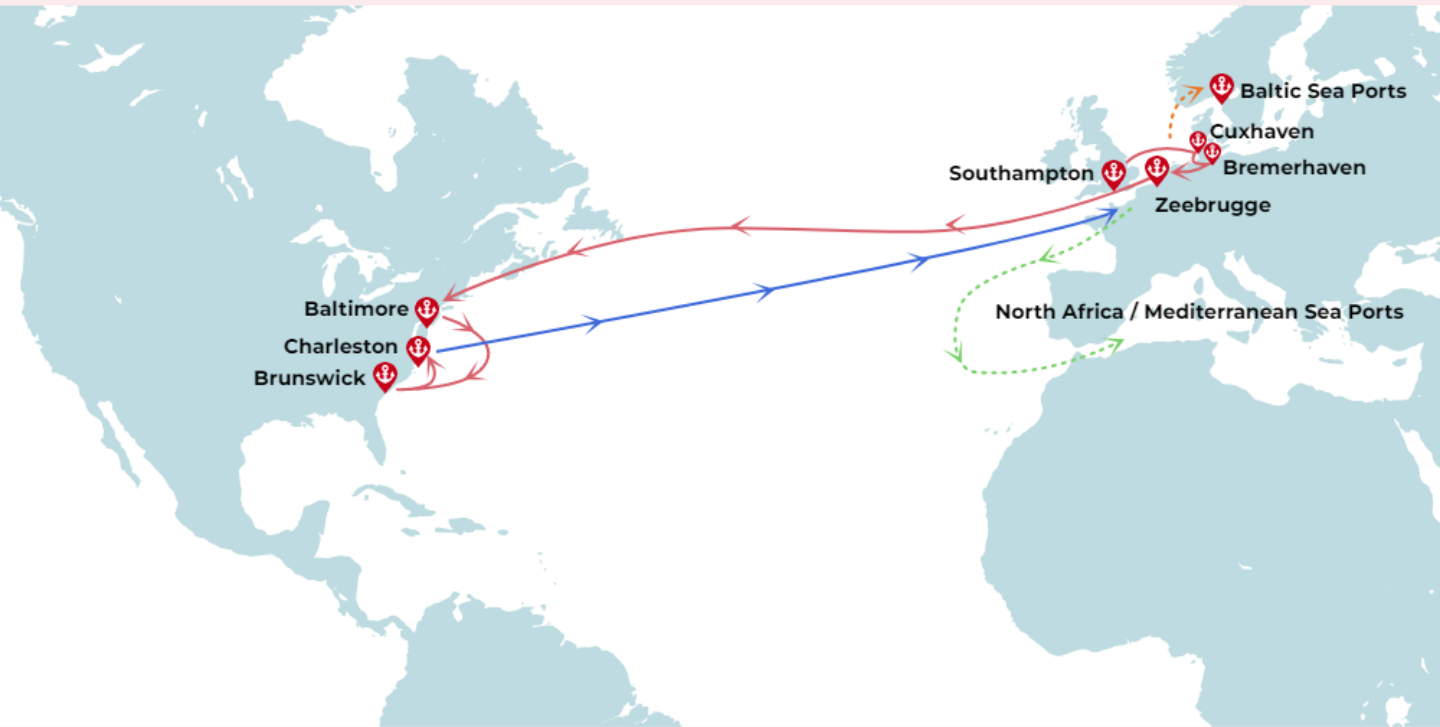 Baltic Sea Ports
Cuxhaven
Southampton
Bremerhaven
Zeebrugge
Baltimore
North Africa / Mediterranean Sea Ports
Charleston
Brunswick